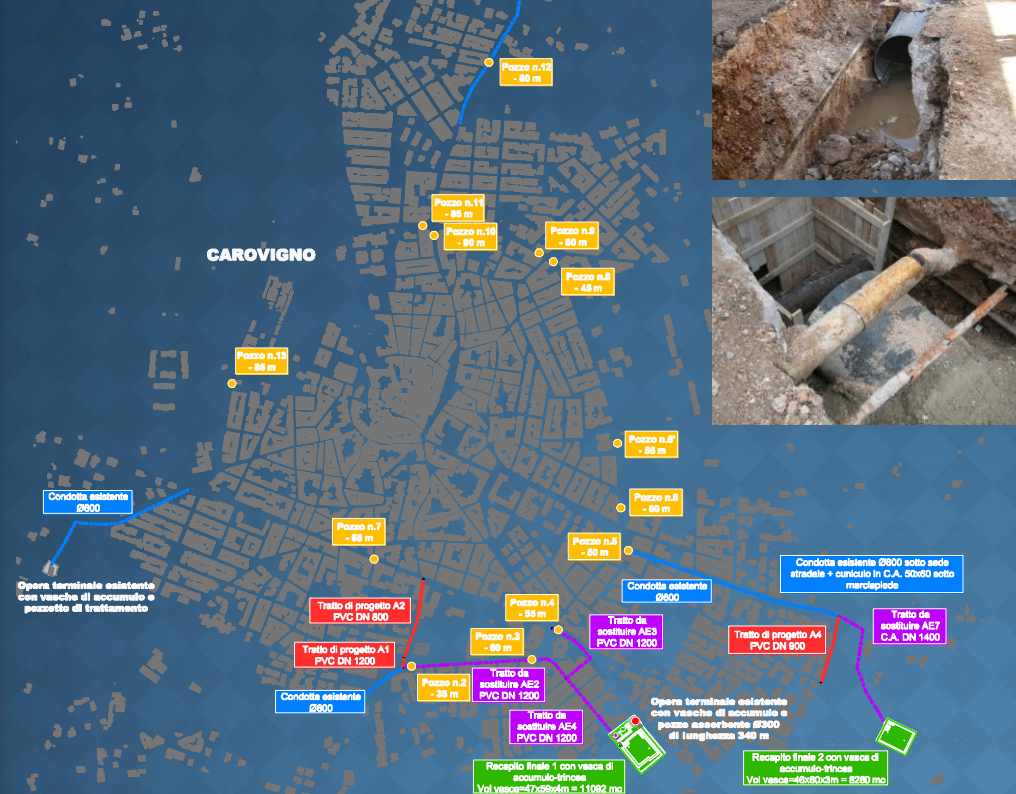 Pozzo n.12
- 80 m
Pozzo n.11
- 85 m
Pozzo n.10
- 90 m
Pozzo n.9
- 80 m
Pozzo n.8
- 45 m
CAROVIGNO
Pozzo n.13
- 85 m
Pozzo n.6'
- 55 m
Pozzo n.6
- 60 m
Condotta esistente
Ø600
Pozzo n.7
- 65 m
Pozzo n.5
- 50 m
Opera terminale esistente
con vasche di accumulo e
pozzetto di trattamento
Condotta esistente
Ø600
Condotta esistente Ø800 sotto sede
stradale + cunicolo in C.A. 50x60 sotto
marciapiede
Tratto di progetto A2
PVC DN 800
Pozzo n.4
- 55 m
Tratto da
sostituire AE3
PVC DN 1200
Tratto da
sostituire AE7
C.A. DN 1400
Tratto di progetto A4
PVC DN 900
Tratto di progetto A1
PVC DN 1200
Pozzo n.3
- 60 m
Pozzo n.2
- 35 m
Tratto da
sostituire AE2
PVC DN 1200
Condotta esistente
Ø600
Tratto da
sostituire AE4
PVC DN 1200
Opera terminale esistente
con vasche di accumulo e
pozzo assorbente Ø300
di lunghezza 340 m
Recapito finale 1 con vasca di
accumulo-trincea
Vol vasca=47x59x4m = 11092 mc
Recapito finale 2 con vasca di
accumulo-trincea
Vol vasca=46x60x3m = 8280 mc